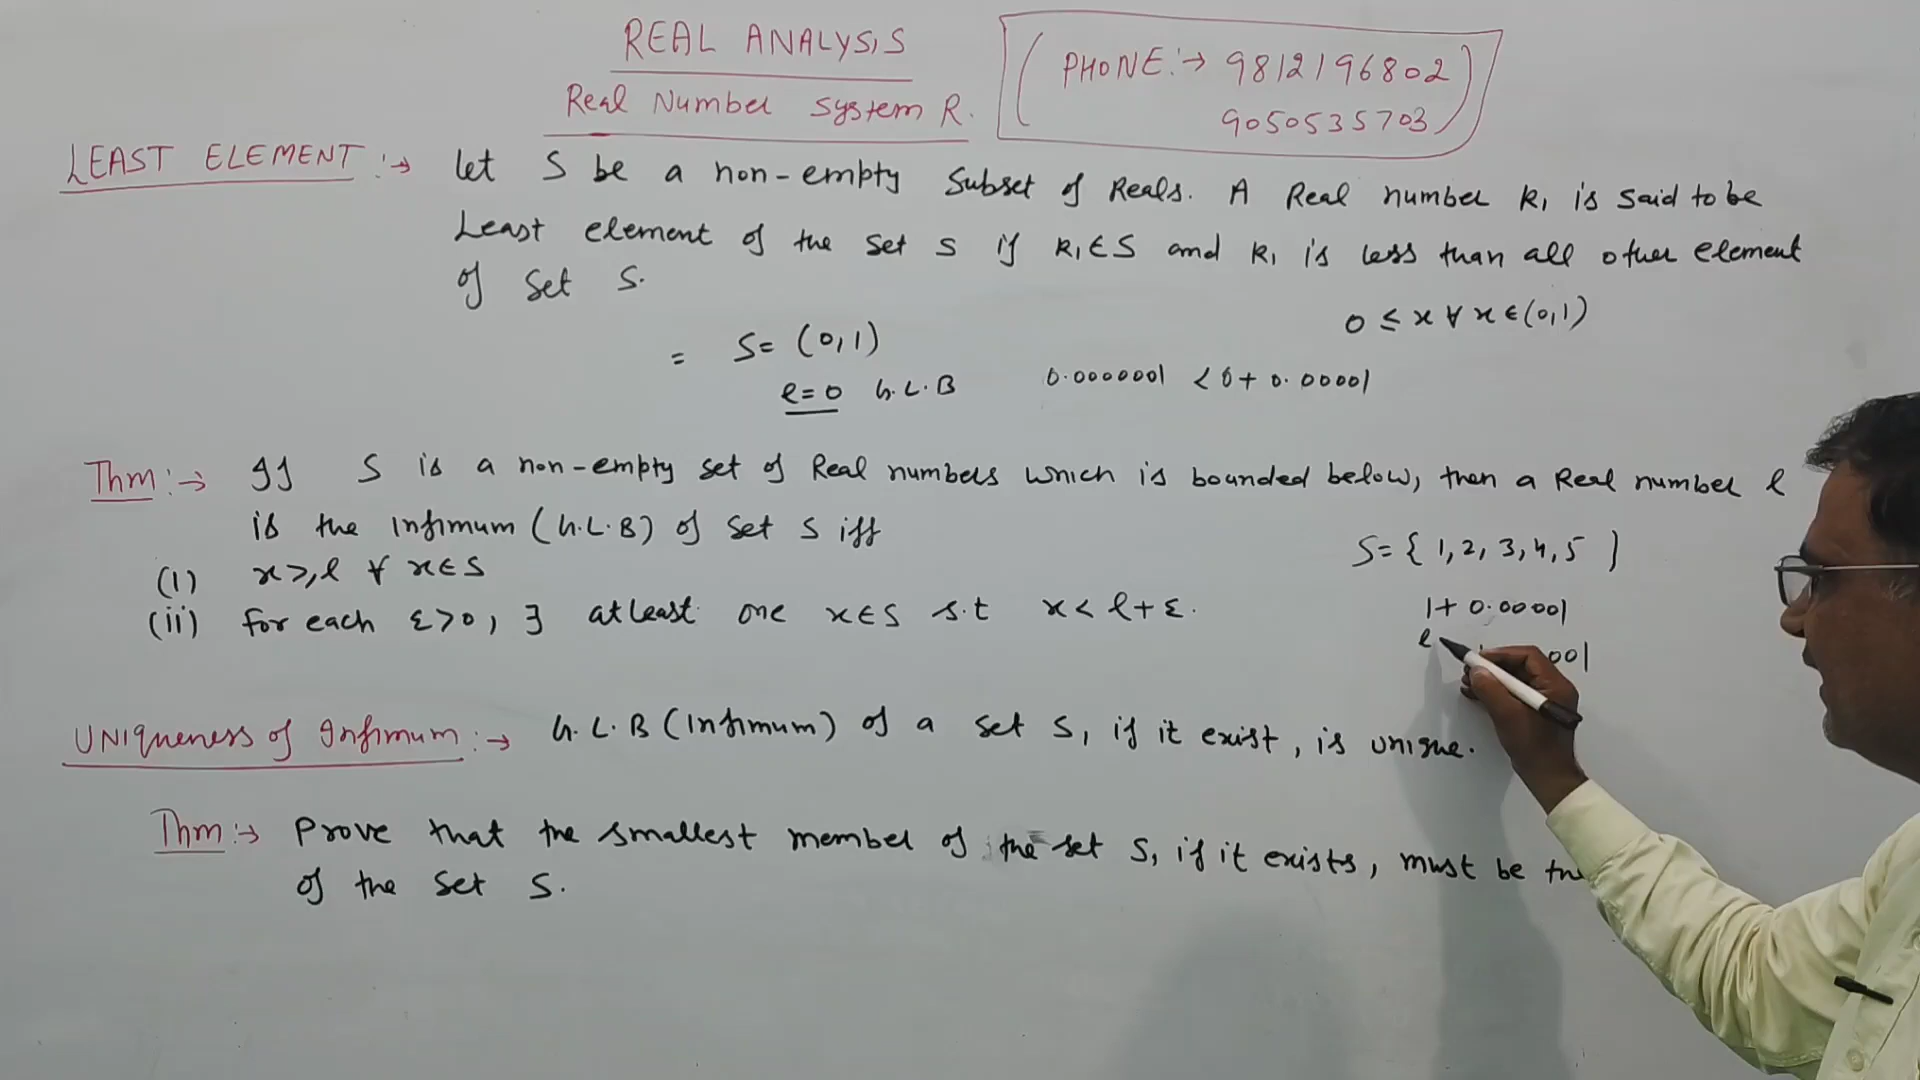 REAL ANALYSIS
Real Number System R.
(PHONE:→ 9812196802
9050535703)
LEAST ELEMENT:→ Let S be a non-empty Subset of Reals. A Real number k₁ is said to be
Least element of the set S if k₁∈S and k₁ is less than all other element
of Set S.
0 ≤ x ∀ x ∈(0,1)
= S= (0,1)
l=0 G.L.B 0.0000001 < 0+ 0.00001
Thm:→ If S is a non-empty set of Real numbers which is bounded below, then a Real number l
is the infimum (G.L.B) of Set S iff
S= { 1,2,3,4,5 }
(i) x≥l ∀ x∈S
(ii) For each ε>0, ∃ atleast one x∈S s.t x< l+ε.
1+ 0.00001
l 001
UNIqueness of Infimum:→ G.L.B (Infimum) of a set S, if it exist, is unique.
Thm:→ Prove that the smallest member of the set S, if it exists, must be
of the Set S.